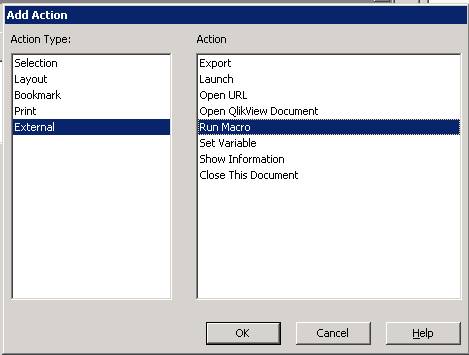 Add Action
Action Type:
Selection
Layout
Bookmark
Print
External
Action
Export
Launch
Open URL
Open QlikView Document
Run Macro
Set Variable
Show Information
Close This Document
OK
Cancel
Help